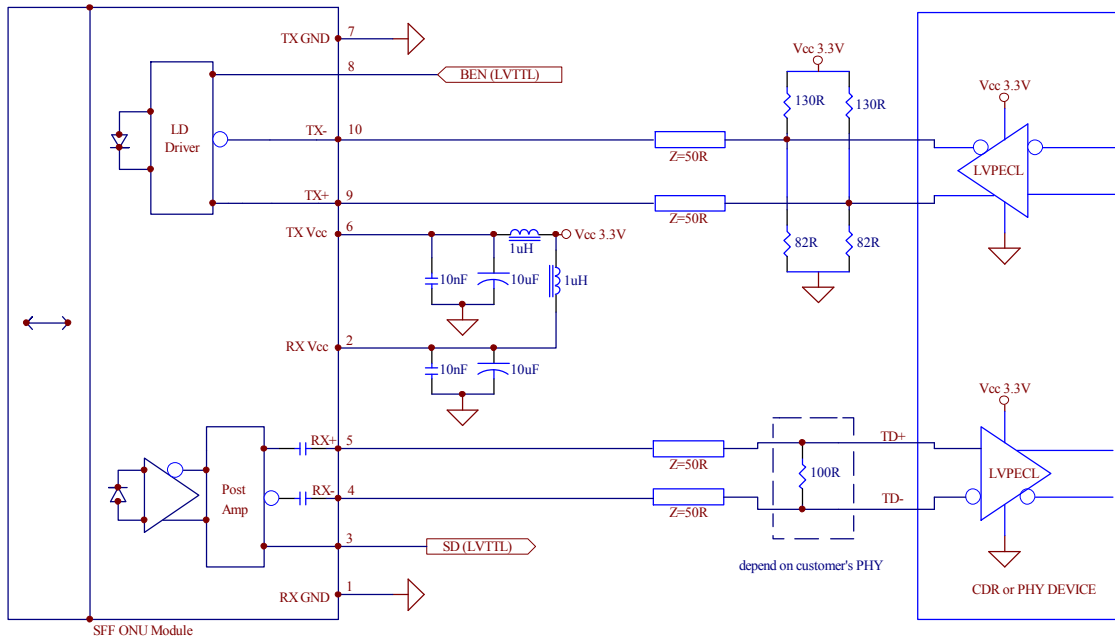 TX GND
7
8
BEN (LVTTL)
Vcc 3.3V
130R
130R
Vcc 3.3V
LD
Driver
TX-
10
Z=50R
LVPECL
TX+
9
Z=50R
TX Vcc
6
1uH
Vcc 3.3V
82R
82R
10nF
10uF
1uH
RX Vcc
2
10nF
10uF
Vcc 3.3V
RX+
5
Z=50R
TD+
Post
Amp
RX-
4
Z=50R
100R
TD-
LVPECL
3
SD (LVTTL)
depend on customer's PHY
RX GND
1
CDR or PHY DEVICE
SFF ONU Module